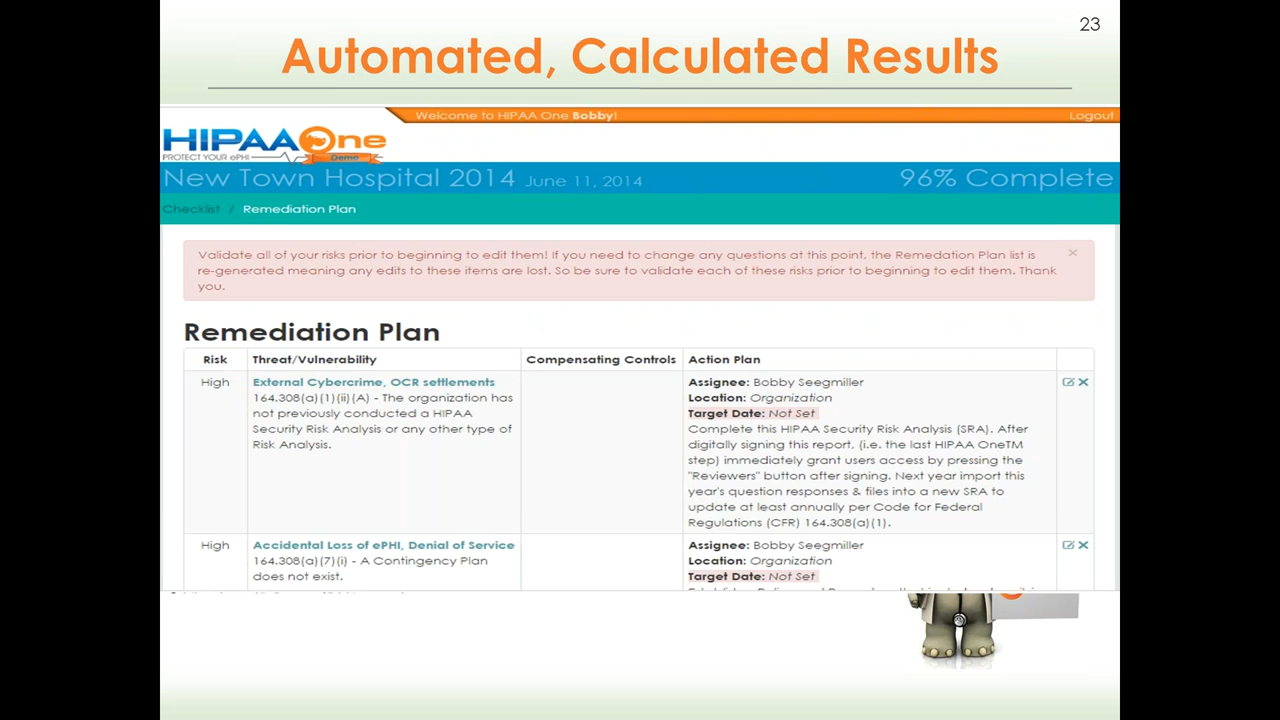 23
Automated, Calculated Results
Welcome to HIPAA One Bobby!
Logout
HIPAA One
PROTECT YOUR ePHI
Demo
New Town Hospital 2014 June 11, 2014
96% Complete
Checklist / Remediation Plan
Validate all of your risks prior to beginning to edit them! If you need to change any questions at this point, the Remedation Plan list is
re-generated meaning any edits to these items are lost. So be sure to validate each of these risks prior to beginning to edit them. Thank
you.
Remediation Plan
Risk
Threat/Vulnerability
Compensating Controls
Action Plan
High
External Cybercrime, OCR settlements
164.308(a)(1)(ii)(A) - The organization has
not previously conducted a HIPAA
Security Risk Analysis or any other type of
Risk Analysis.
Assignee: Bobby Seegmiller
Location: Organization
Target Date: Not Set
Complete this HIPAA Security Risk Analysis (SRA). After
digitally signing this report, (i.e. the last HIPAA OneTM
step) immediately grant users access by pressing the
"Reviewers" button after signing. Next year import this
year's question responses & files into a new SRA to
update at least annually per Code for Federal
Regulations (CFR) 164.308(a)(1).
High
Accidental Loss of ePHI, Denial of Service
164.308(a)(7)(i) - A Contingency Plan
does not exist.
Assignee: Bobby Seegmiller
Location: Organization
Target Date: Not Set